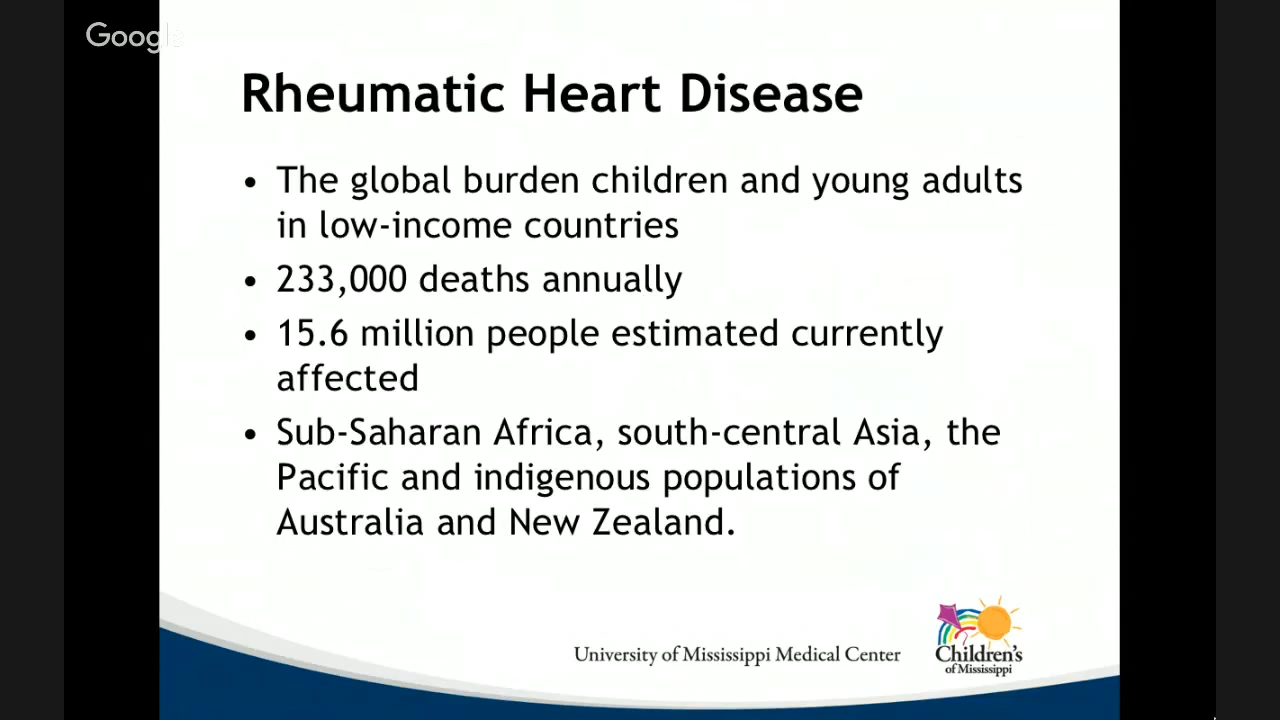 Google
Rheumatic Heart Disease
• The global burden children and young adults
in low-income countries
• 233,000 deaths annually
• 15.6 million people estimated currently
affected
• Sub-Saharan Africa, south-central Asia, the
Pacific and indigenous populations of
Australia and New Zealand.
University of Mississippi Medical Center
Children's
of Mississippi